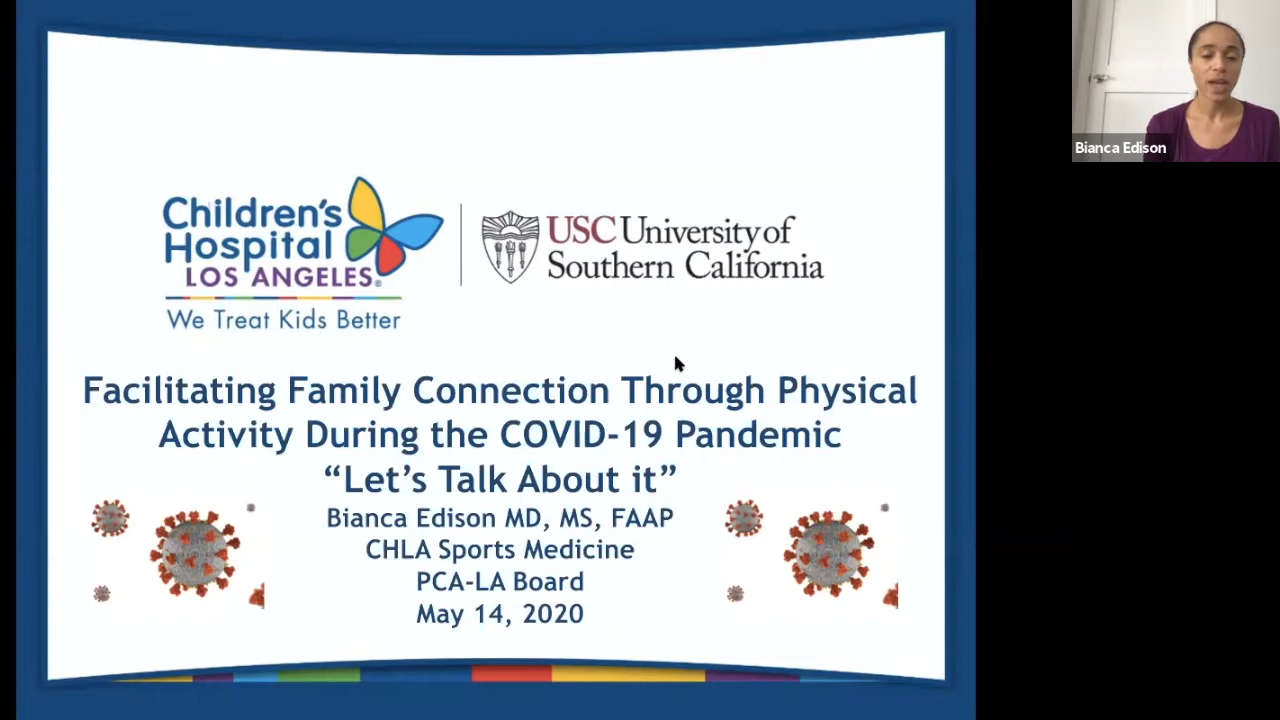 Children's
Hospital
LOS ANGELES®
We Treat Kids Better
USC University of
Southern California
Facilitating Family Connection Through Physical
Activity During the COVID-19 Pandemic
“Let’s Talk About it”
Bianca Edison MD, MS, FAAP
CHLA Sports Medicine
PCA-LA Board
May 14, 2020
Bianca Edison